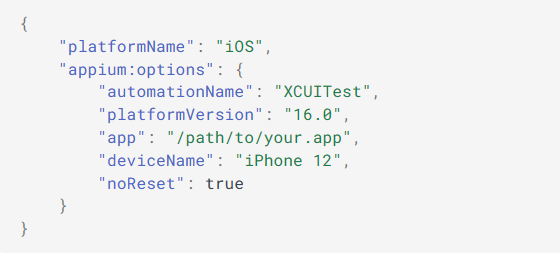 {
    "platformName": "iOS",
    "appium:options": {
        "automationName": "XCUITest",
        "platformVersion": "16.0",
        "app": "/path/to/your.app",
        "deviceName": "iPhone 12",
        "noReset": true
    }
}